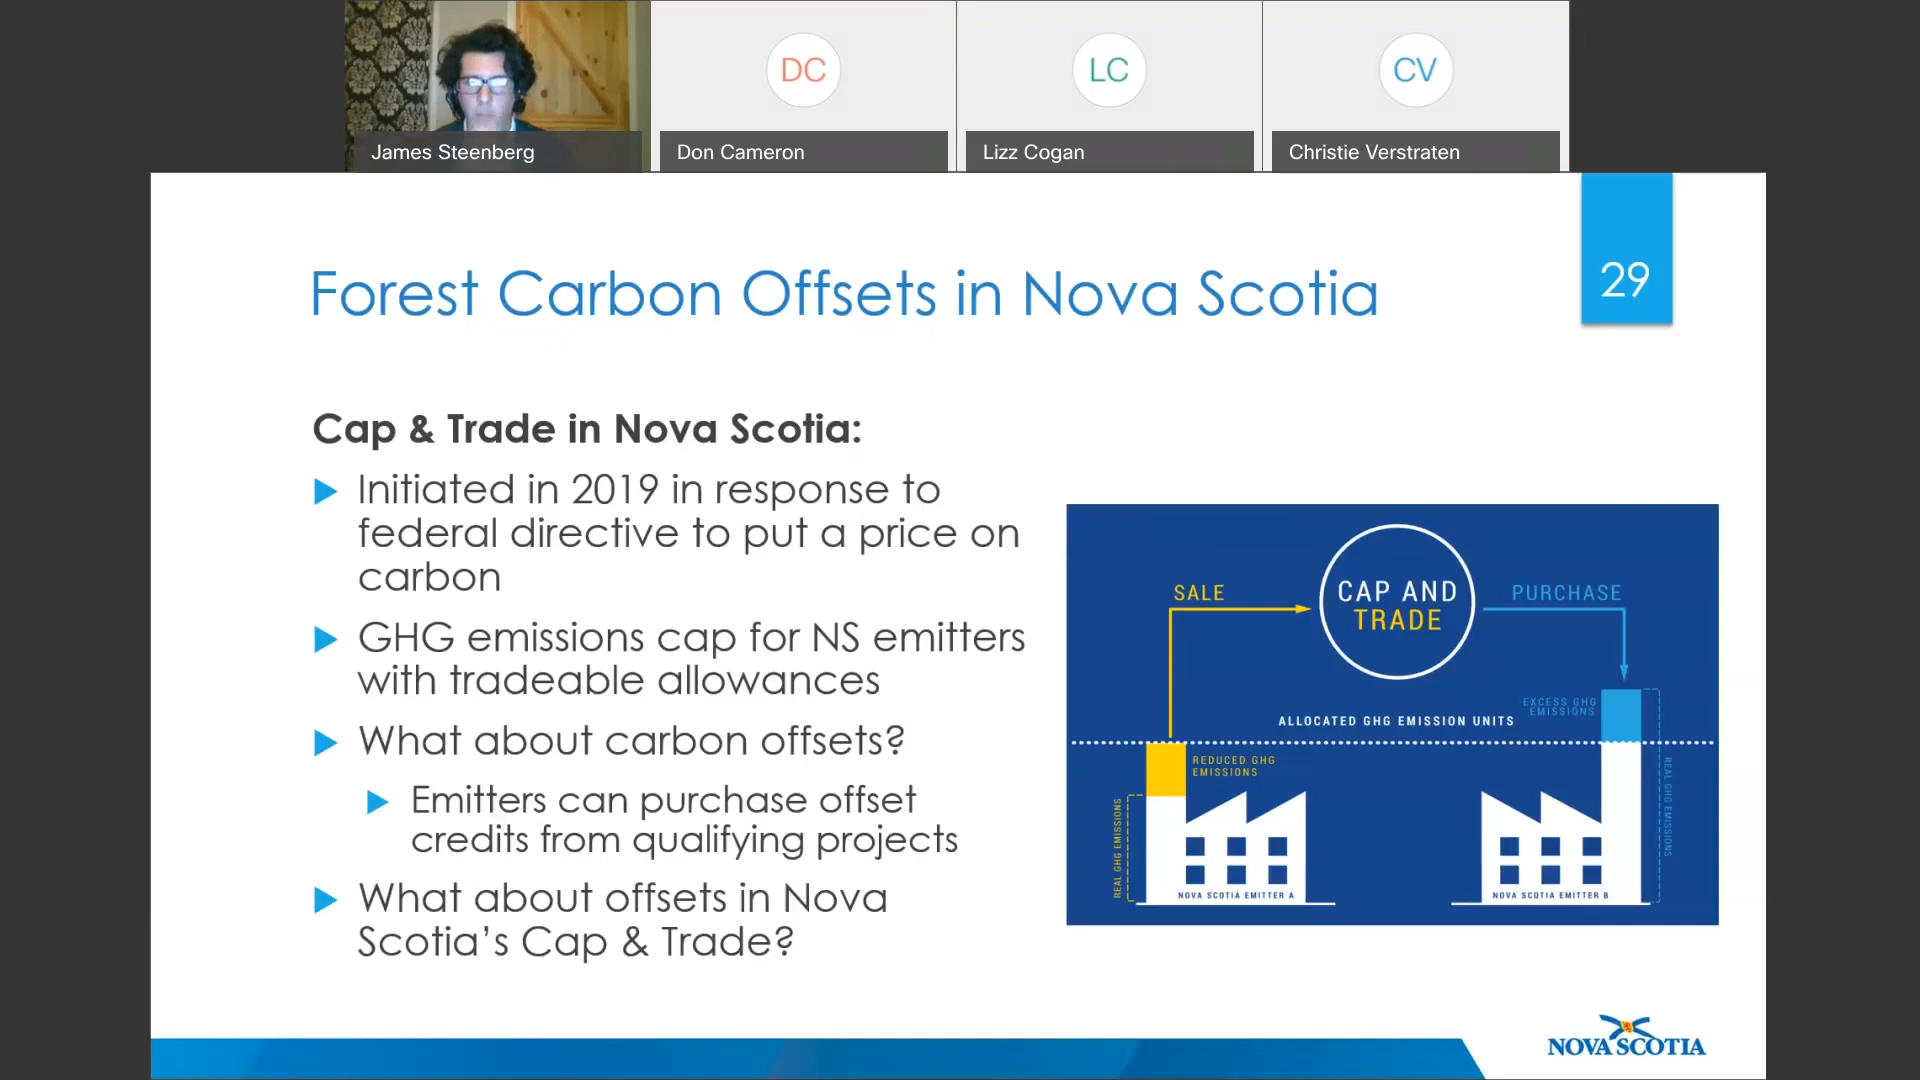 DC
LC
CV
James Steenberg
Don Cameron
Lizz Cogan
Christie Verstraten
29
Forest Carbon Offsets in Nova Scotia
Cap & Trade in Nova Scotia:
Initiated in 2019 in response to
federal directive to put a price on
carbon
GHG emissions cap for NS emitters
with tradeable allowances
What about carbon offsets?
Emitters can purchase offset
credits from qualifying projects
What about offsets in Nova
Scotia's Cap & Trade?
SALE
CAP AND
TRADE
PURCHASE
EXCESS GHG
EMISSIONS
ALLOCATED GHG EMISSION UNITS
REDUCED GHG
EMISSIONS
REAL GHG EMISSIONS
REAL GHG EMISSIONS
NOVA SCOTIA EMITTER A
NOVA SCOTIA EMITTER B
NOVA SCOTIA